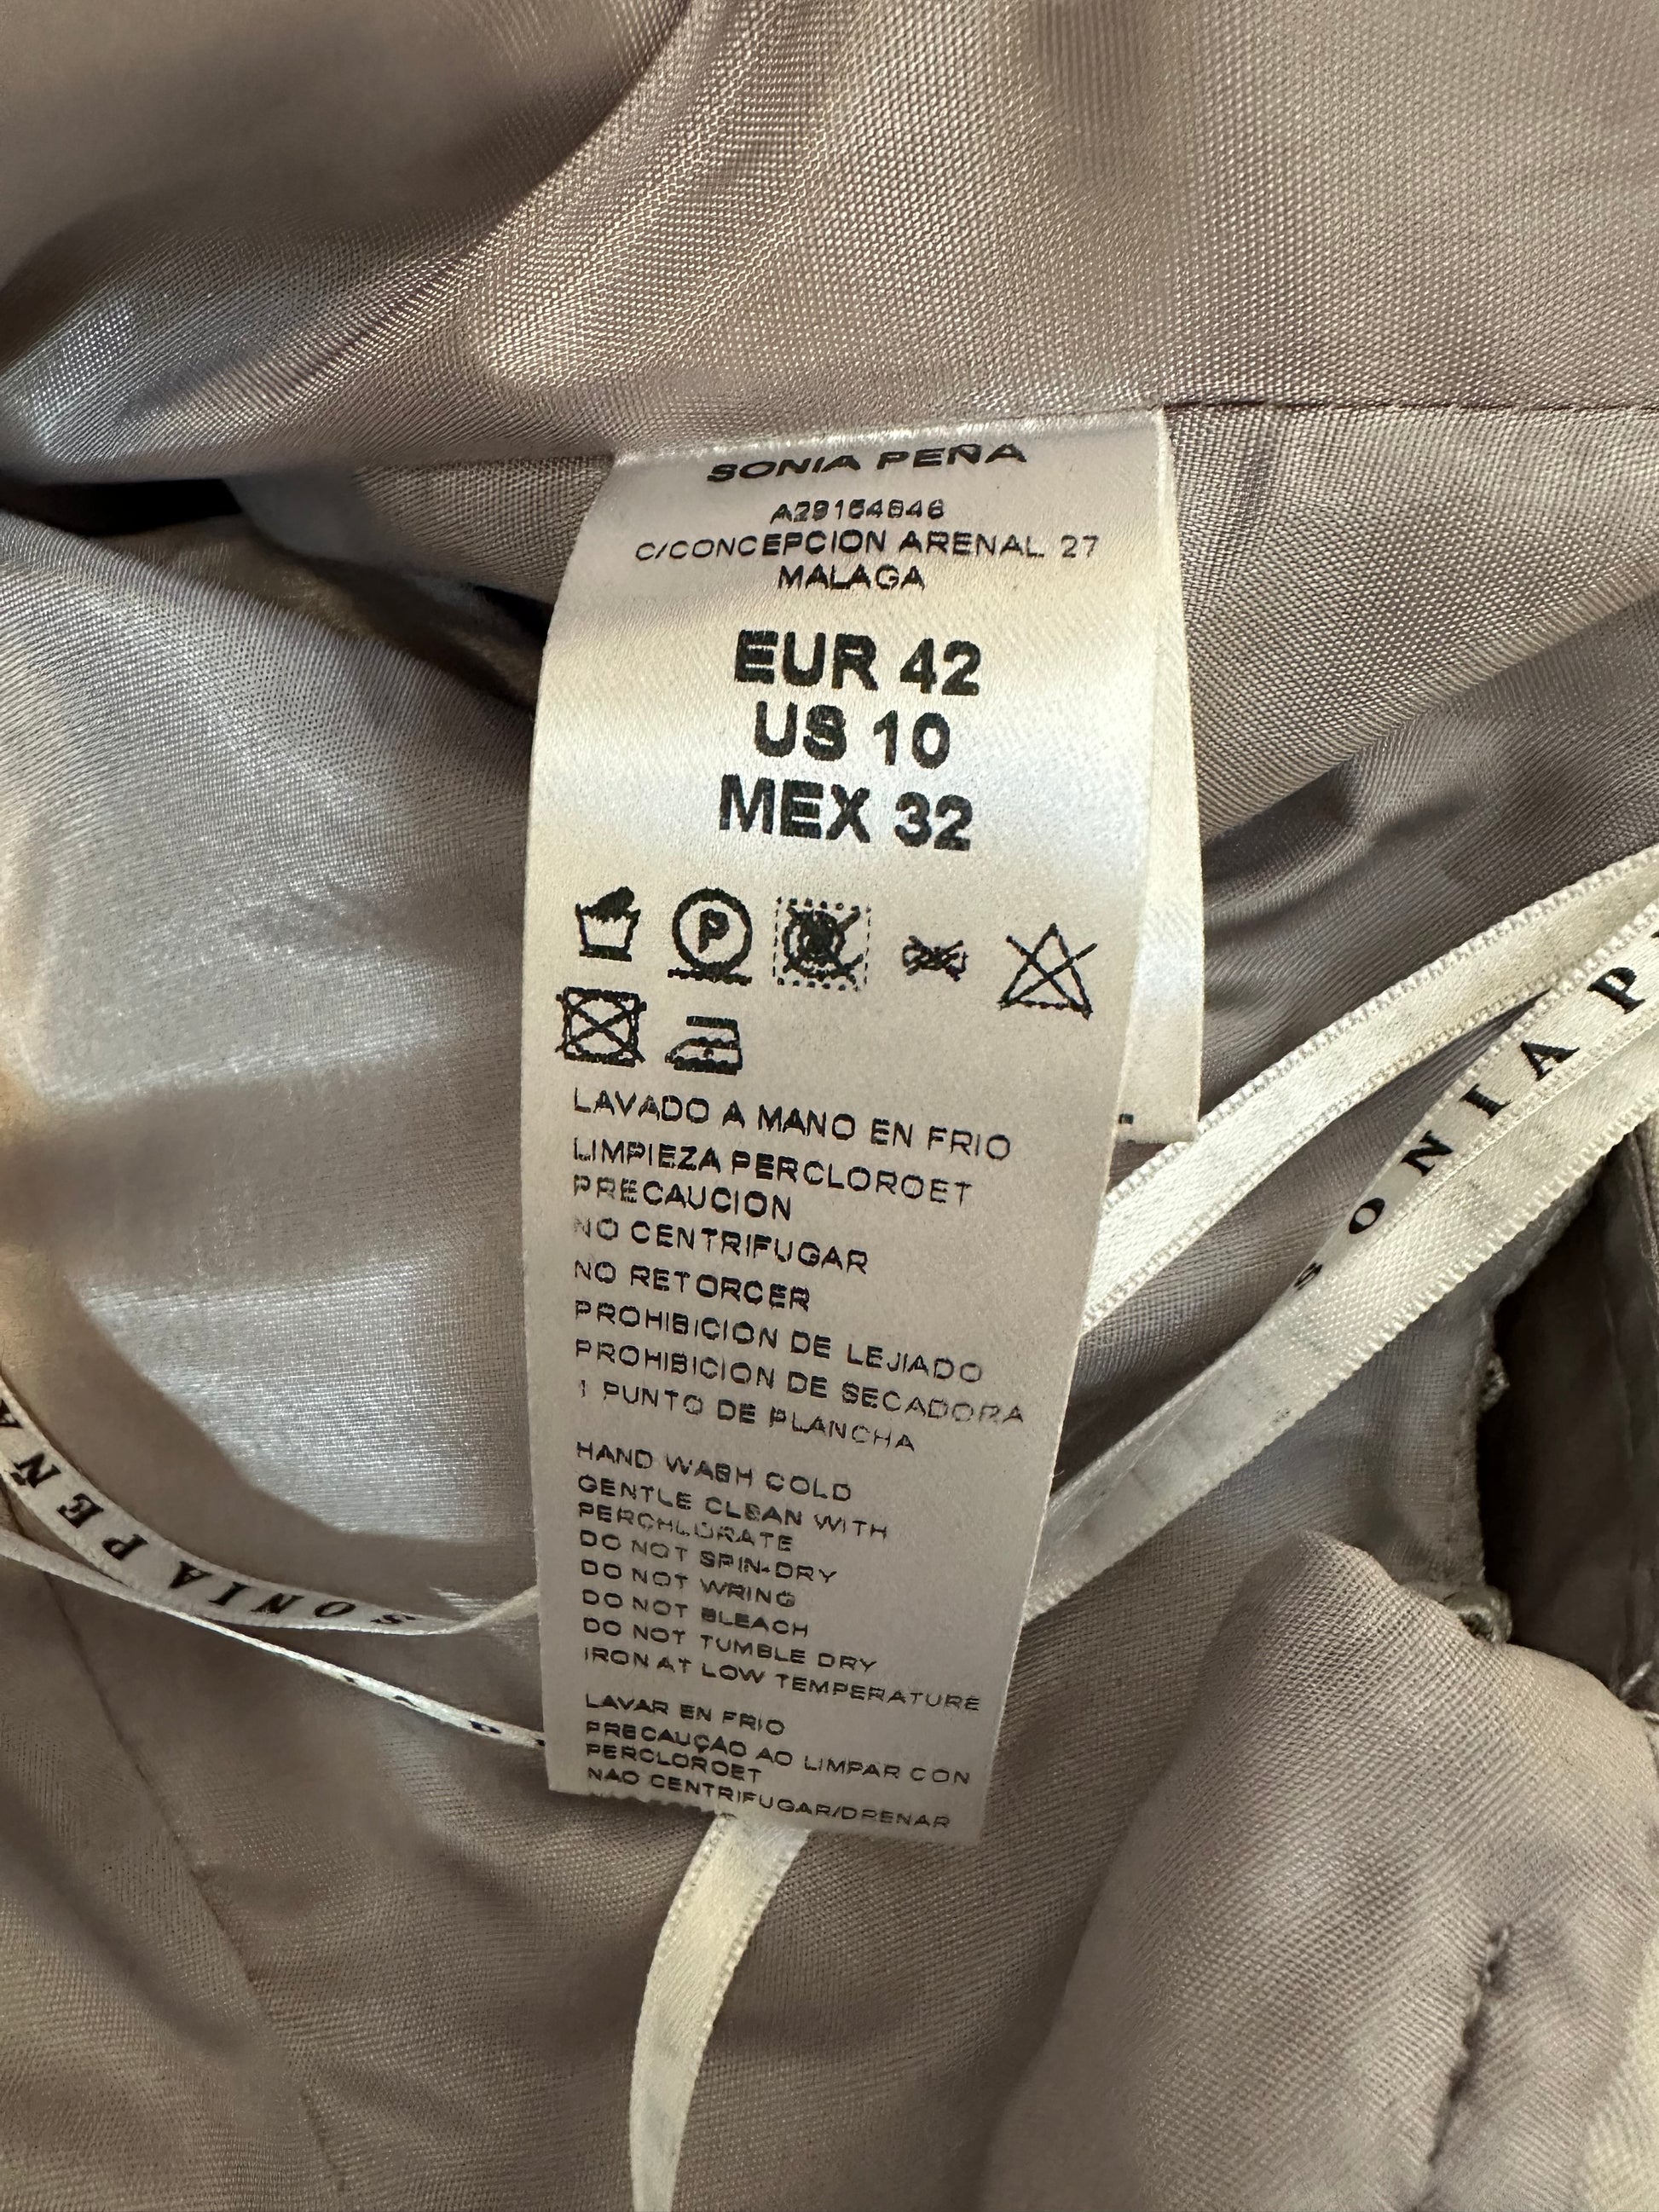 SONIA PEÑA
A29154846
C/CONCEPCION ARENAL 27
MALAGA
EUR 42
US 10
MEX 32
P
LAVADO A MANO EN FRIO
LIMPIEZA PERCLOROET
PRECAUCION
NO CENTRIFUGAR
NO RETORCER
PROHIBICION DE LEJIADO
PROHIBICION DE SECADORA
1 PUNTO DE PLANCHA
HAND WASH COLD
GENTLE CLEAN WITH
PERCHLORATE
DO NOT SPIN-DRY
DO NOT WRING
DO NOT BLEACH
DO NOT TUMBLE DRY
IRON AT LOW TEMPERATURE
LAVAR EN FRIO
PRECAUÇAO AO LIMPAR CON
PERCLOROET
NAO CENTRIFUGAR/DRENAR
SONIA P
SONIA PEÑA